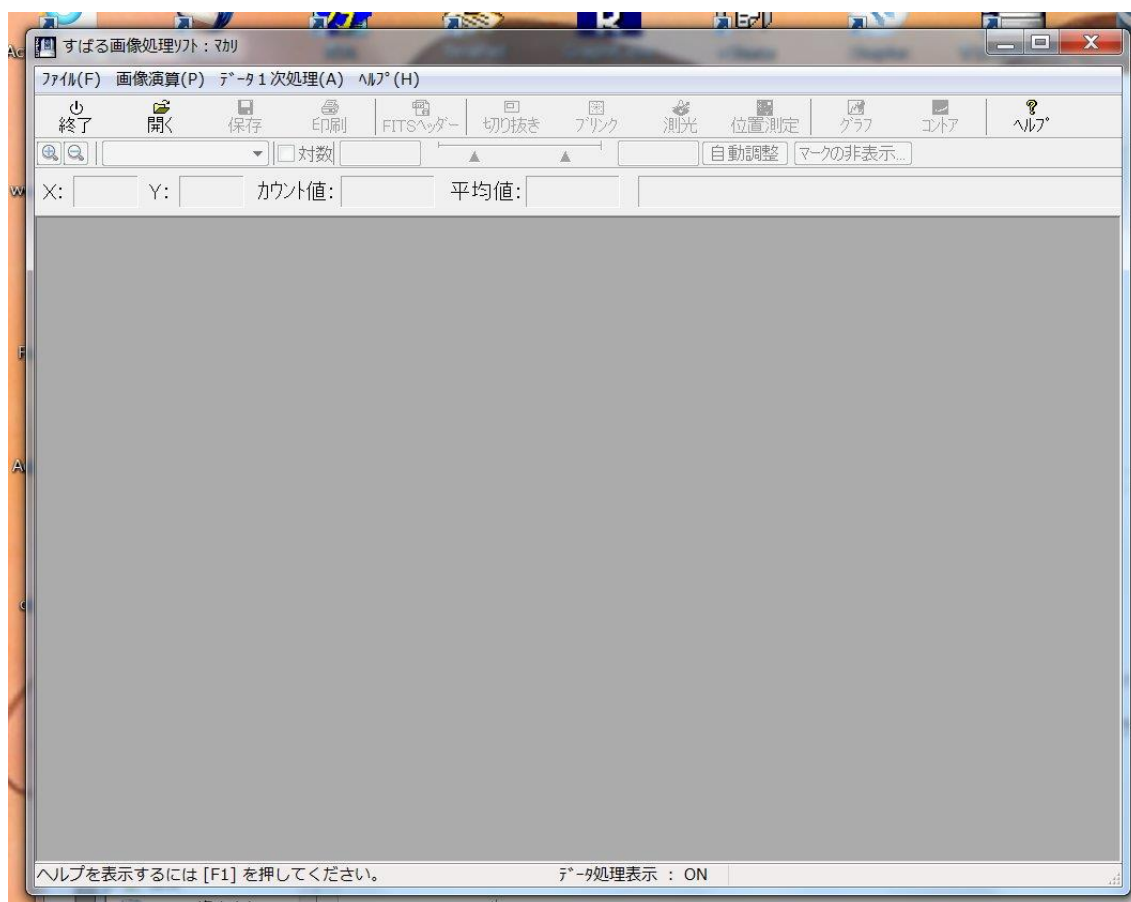 すばる画像処理ソフト：マカリ
ﾌｧｲﾙ(F) 画像演算(P) ﾃﾞｰﾀ１次処理(A) ﾍﾙﾌﾟ(H)
終了 開く 保存 印刷 FITSヘッダー 切り抜き ブリンク 測光 位置測定 グラフ コントア ヘルプ
対数 自動調整 マークの非表示...
X: Y: カウント値: 平均値:
ヘルプを表示するには [F1] を押してください。 ﾃﾞｰﾀ処理表示 : ON